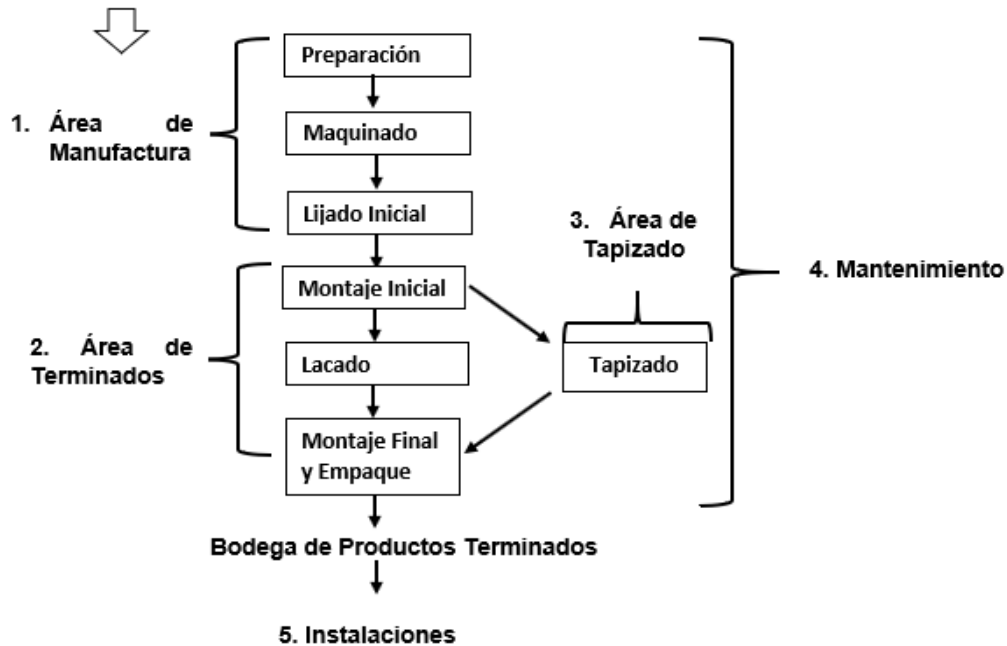 Preparación
1. Área de
Manufactura
Maquinado
Lijado Inicial
3. Área de
Tapizado
4. Mantenimiento
Montaje Inicial
2. Área de
Terminados
Lacado
Tapizado
Montaje Final
y Empaque
Bodega de Productos Terminados
5. Instalaciones